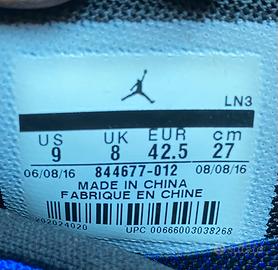 LN3
US UK EUR cm
9 8 42.5 27
06/08/16 844677-012 08/08/16
MADE IN CHINA
FABRIQUE EN CHINE
202024020
UPC 00666003038268